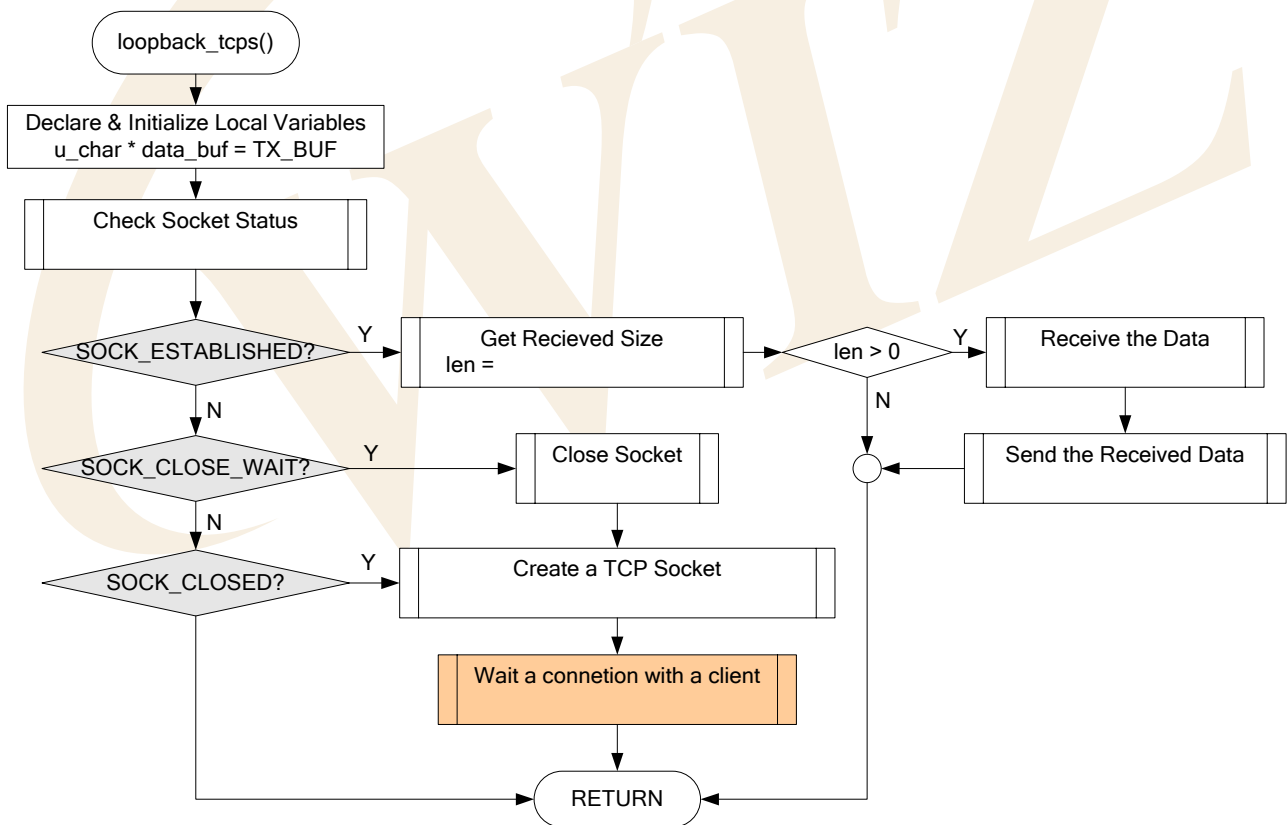 loopback_tcps()
Declare & Initialize Local Variables
u_char * data_buf = TX_BUF
Check Socket Status
SOCK_ESTABLISHED?
Y
Get Recieved Size
len =
len > 0
Y
Receive the Data
N
N
SOCK_CLOSE_WAIT?
Y
Close Socket
Send the Received Data
N
SOCK_CLOSED?
Y
Create a TCP Socket
Wait a connetion with a client
RETURN
WIZ